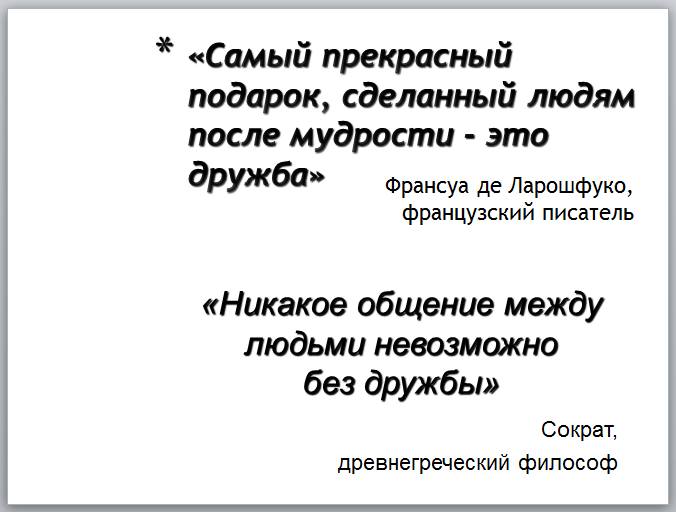 * «Самый прекрасный
подарок, сделанный людям
после мудрости - это
дружба»
Франсуа де Ларошфуко,
французский писатель
«Никакое общение между
людьми невозможно
без дружбы»
Сократ,
древнегреческий философ